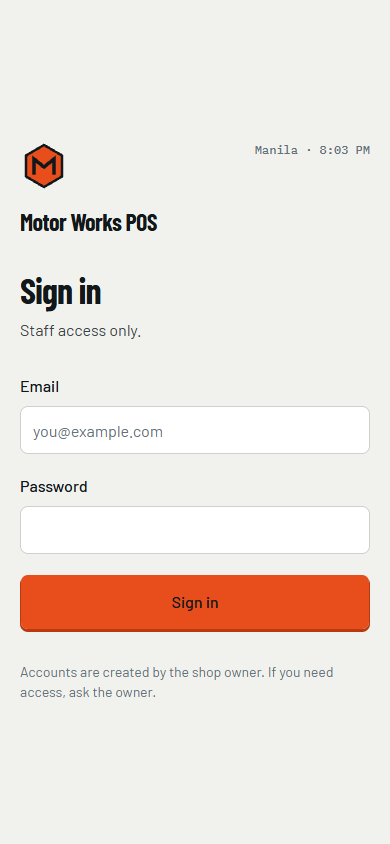 M
Manila · 8:03 PM
Motor Works POS
Sign in
Staff access only.
Email
you@example.com
Password
Sign in
Accounts are created by the shop owner. If you need
access, ask the owner.